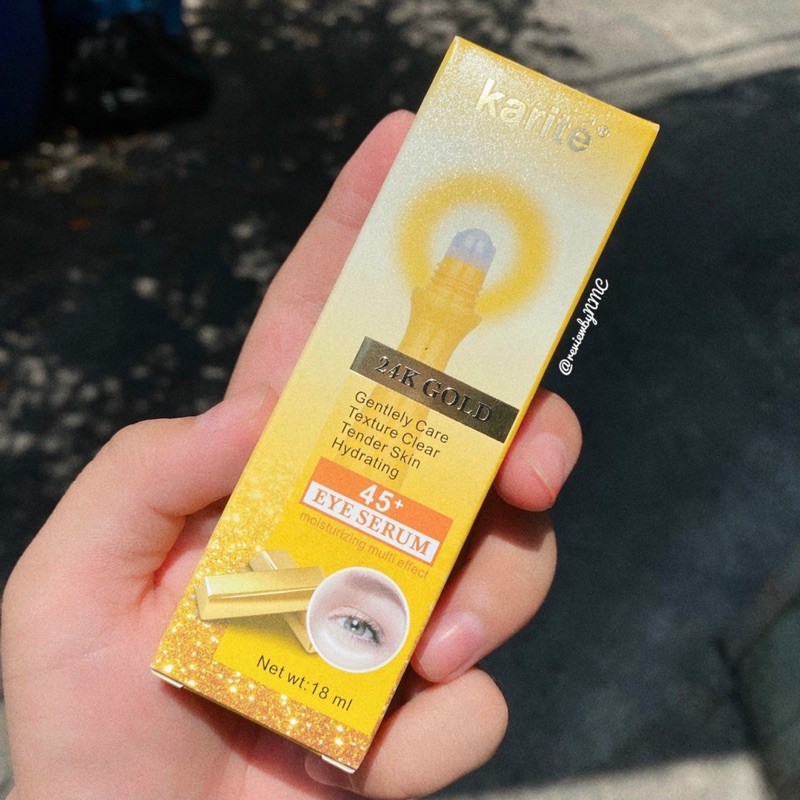 karite®
24K GOLD
Gentlely Care
Texture Clear
Tender Skin
Hydrating
45+
EYE SERUM
moisturizing multi effect
Net wt:18 ml
@reviewbyNMC